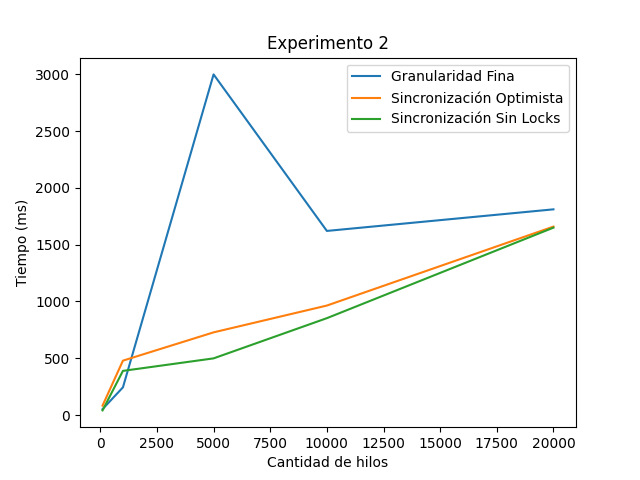 Experimento 2
Granularidad Fina
Sincronización Optimista
Sincronización Sin Locks
3000
2500
2000
1500
1000
500
0
Tiempo (ms)
0 2500 5000 7500 10000 12500 15000 17500 20000
Cantidad de hilos